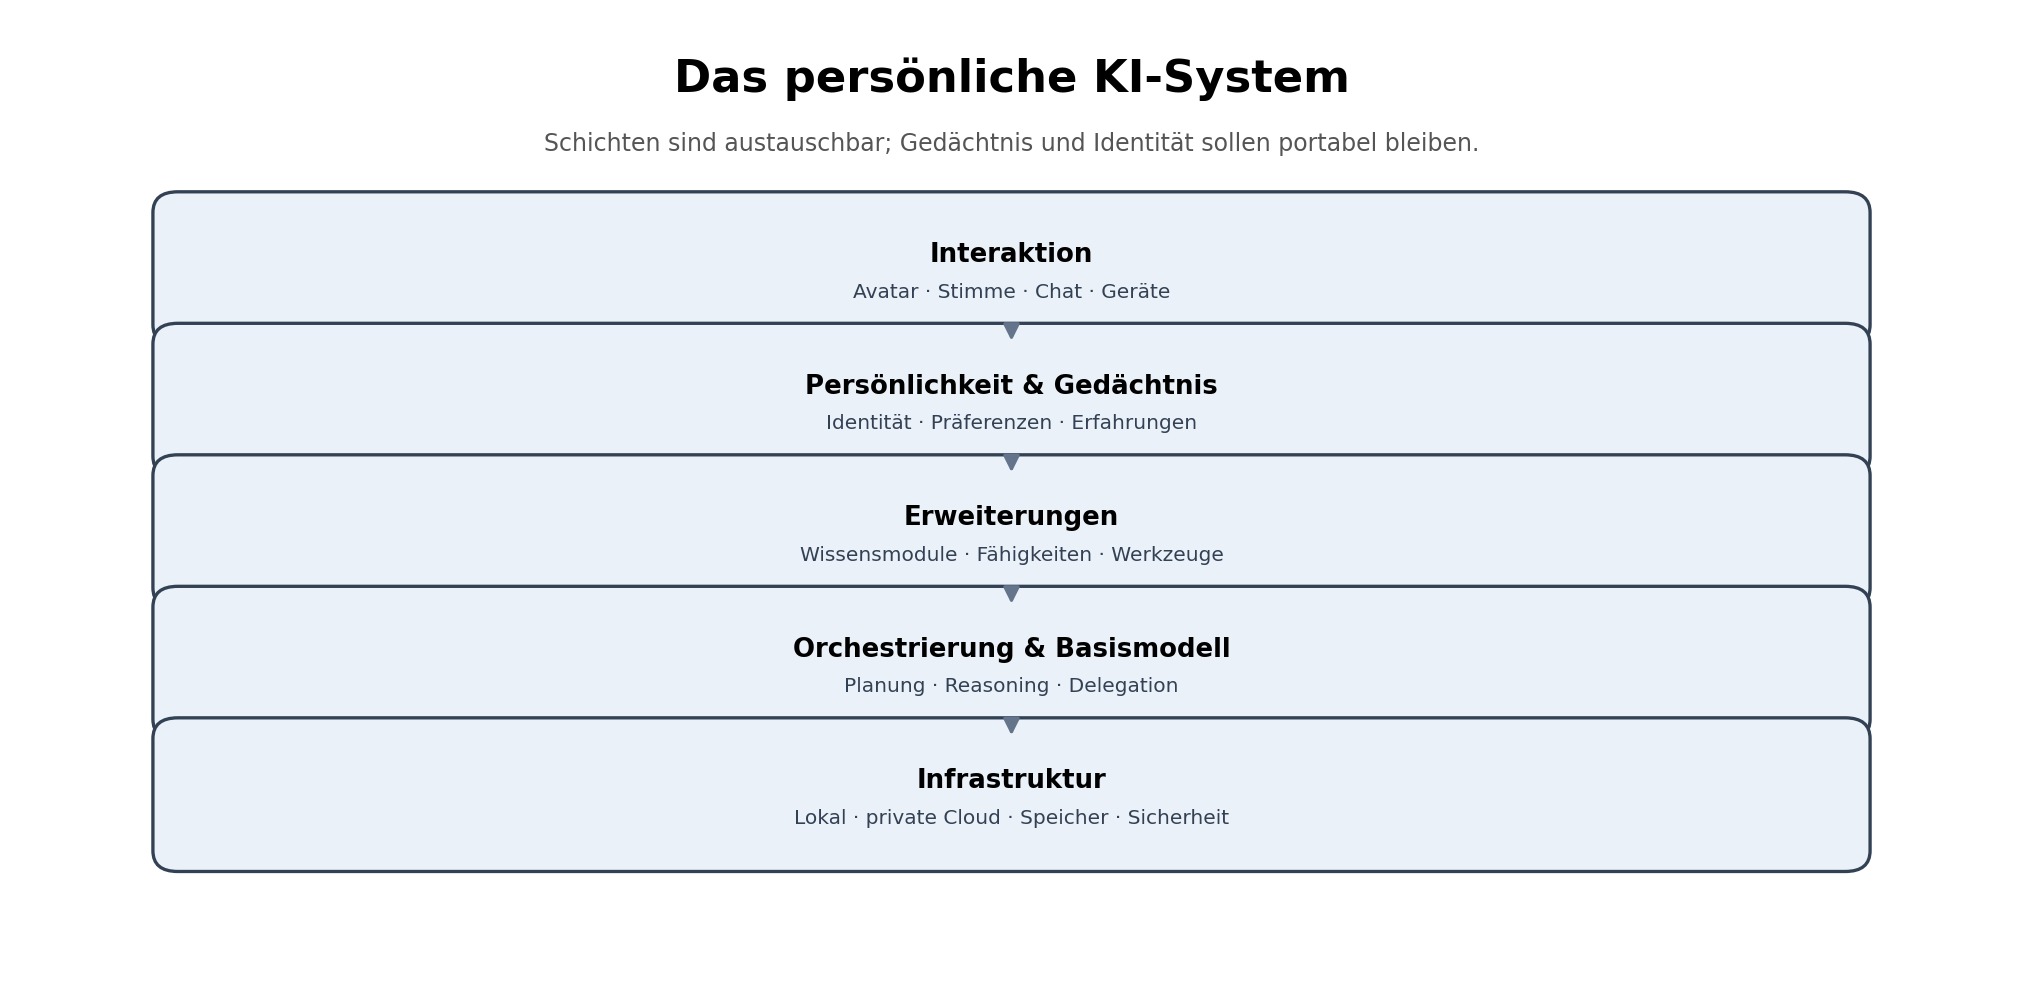 Das persönliche KI-System
Schichten sind austauschbar; Gedächtnis und Identität sollen portabel bleiben.
Interaktion
Avatar · Stimme · Chat · Geräte
Persönlichkeit & Gedächtnis
Identität · Präferenzen · Erfahrungen
Erweiterungen
Wissensmodule · Fähigkeiten · Werkzeuge
Orchestrierung & Basismodell
Planung · Reasoning · Delegation
Infrastruktur
Lokal · private Cloud · Speicher · Sicherheit